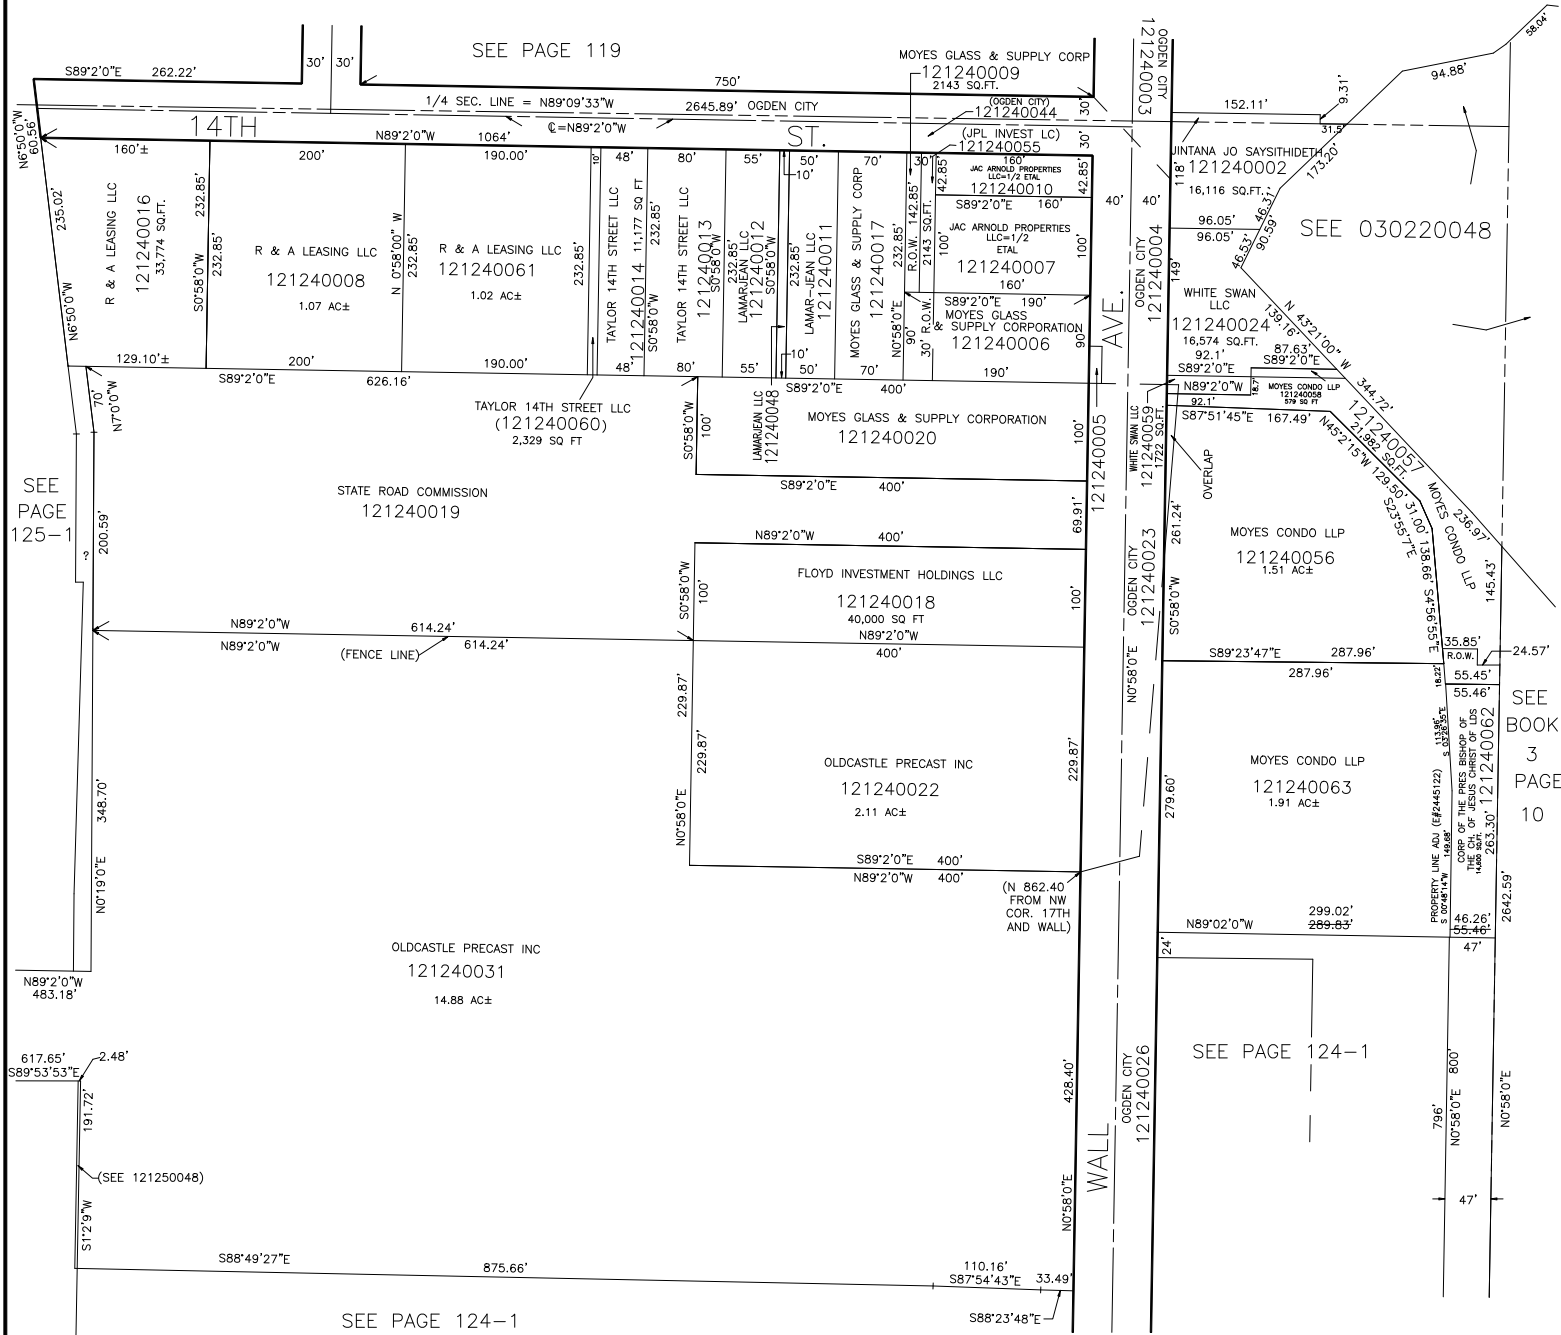 SEE PAGE 119
MOYES GLASS & SUPPLY CORP
121240009
2143 SQ.FT.
OGDEN CITY
121240003
S89°2'0"E 262.22'
30' 30'
750'
1/4 SEC. LINE = N89°09'33"W 2645.89' OGDEN CITY
(OGDEN CITY)
121240044
30'
14TH ST.
N89°2'0"W 1064'
℄=N89°2'0"W
(JPL INVEST LC)
121240055
30'
N6°50'0"W
60.56'
152.11'
9.31'
94.88'
58.04'
31.5'
173.20'
JINTANA JO SAYSITHIDETH
121240002
16,116 SQ.FT.
118'
96.05'
96.05'
46.31'
46.53'
90.59'
SEE 030220048
160'±
235.02'
R & A LEASING LLC
121240016
33,774 SQ.FT.
232.85'
S0°58'0"W
N6°50'0"W
129.10'±
200'
232.85'
R & A LEASING LLC
121240008
1.07 AC±
200'
N 0°58'00" W
190.00'
R & A LEASING LLC
121240061
1.02 AC±
232.85'
190.00'
10'
48'
TAYLOR 14TH STREET LLC
121240014 11,177 SQ FT
232.85'
S0°58'0"W
48'
80'
TAYLOR 14TH STREET LLC
121240013
S0°58'0"W
80'
55'
232.85'
LAMARJEAN LLC
121240012
S0°58'0"W
55'
10'
10'
50'
232.85'
LAMAR-JEAN LLC
121240011
50'
70'
MOYES GLASS & SUPPLY CORP
121240017
232.85'
N0°58'0"E
70'
30'
R.O.W. 142.85'
2143 SQ.FT.
90'
30' R.O.W.
42.85'
160'
JAC ARNOLD PROPERTIES
LLC=1/2 ETAL
121240010
42.85'
S89°2'0"E 160'
JAC ARNOLD PROPERTIES
LLC=1/2
ETAL
121240007
100'
100'
160'
S89°2'0"E 190'
MOYES GLASS
& SUPPLY CORPORATION
121240006
90'
190'
40' 40'
AVE.
OGDEN CITY
121240004
149'
WHITE SWAN
LLC
121240024
16,574 SQ.FT.
N 43°21'00" W
139.16'
92.1' 87.63'
S89°2'0"E S89°2'0"E
N89°2'0"W
92.1'
18.7'
MOYES CONDO LLP
121240058
579 SQ FT
S87°51'45"E 167.49'
344.72'
121240057
21,982 SQ.FT.
MOYES CONDO LLP
236.97'
N45°2'15"W 129.50'
31.00'
S23°55'7"E
138.66' S4°56'55"E
145.43'
S89°2'0"E 626.16'
S89°2'0"E 400'
70'
N7°0'0"W
TAYLOR 14TH STREET LLC
(121240060)
2,329 SQ FT
S0°58'0"W
100'
LAMARJEAN LLC
121240048
MOYES GLASS & SUPPLY CORPORATION
121240020
100'
S89°2'0"E 400'
121240005
WHITE SWAN LLC
121240059
1722 SQ.FT.
OVERLAP
261.24'
S0°58'0"W
MOYES CONDO LLP
121240056
1.51 AC±
SEE
PAGE
125-1
200.59'
?
STATE ROAD COMMISSION
121240019
69.91'
N89°2'0"W 400'
S0°58'0"W
100'
FLOYD INVESTMENT HOLDINGS LLC
121240018
40,000 SQ FT
100'
N89°2'0"W
400'
OGDEN CITY
121240023
N0°58'0"E
N89°2'0"W 614.24'
N89°2'0"W 614.24'
(FENCE LINE)
S89°23'47"E 287.96'
287.96'
35.85'
R.O.W.
24.57'
18.22'
55.45'
55.46'
SEE
BOOK
3
PAGE
10
229.87'
229.87'
N0°58'0"E
OLDCASTLE PRECAST INC
121240022
2.11 AC±
229.87'
S89°2'0"E 400'
N89°2'0"W 400'
(N 862.40
FROM NW
COR. 17TH
AND WALL)
279.60'
MOYES CONDO LLP
121240063
1.91 AC±
113.96'
S 03°26'35"E
PROPERTY LINE ADJ (E#2445122)
S 00°48'14"W 149.68'
CORP OF THE PRES BISHOP OF
THE CH. OF JESUS CHRIST OF LDS
14,600 SQ.FT.
121240062
263.30'
2642.59'
299.02'
N89°02'0"W 289.83'
46.26'
55.46'
47'
24'
348.70'
N0°19'0"E
OLDCASTLE PRECAST INC
121240031
14.88 AC±
N89°2'0"W
483.18'
617.65'
S89°53'53"E
2.48'
191.72'
(SEE 121250048)
S1°2'9"W
428.40'
N0°58'0"E
OGDEN CITY
121240026
WALL
SEE PAGE 124-1
800'
796'
N0°58'0"E
N0°58'0"E
47'
S88°49'27"E 875.66'
110.16'
S87°54'43"E
33.49'
S88°23'48"E
SEE PAGE 124-1